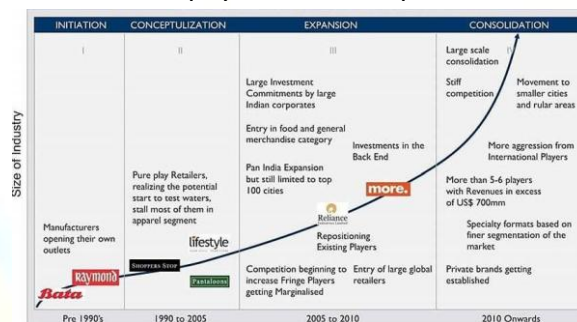 INITIATION
CONCEPTULIZATION
EXPANSION
CONSOLIDATION
I
II
III
IV
Size of Industry
Manufacturers
opening their own
outlets
Raymond
Bata
Pure play Retailers,
realizing the potential
start to test waters,
stall most of them in
apparel segment
lifestyle
SHOPPERS STOP
Pantaloons
Large Investment
Commitments by large
Indian corporates
Entry in food and general
merchandise category
Pan India Expansion
but still limited to top
100 cities
Investments in the
Back End
more.
Reliance
Repositioning
Existing Players
Competition beginning to
increase Fringe Players
getting Marginalised
Entry of large global
retailers
Large scale
consolidation
Stiff
competition
Movement to
smaller cities
and rular areas
More aggression from
International Players
More than 5-6 players
with Revenues in excess
of US$ 700mm
Specialty formats based on
finer segmentation of the
market
Private brands getting
established
Pre 1990's
1990 to 2005
2005 to 2010
2010 Onwards